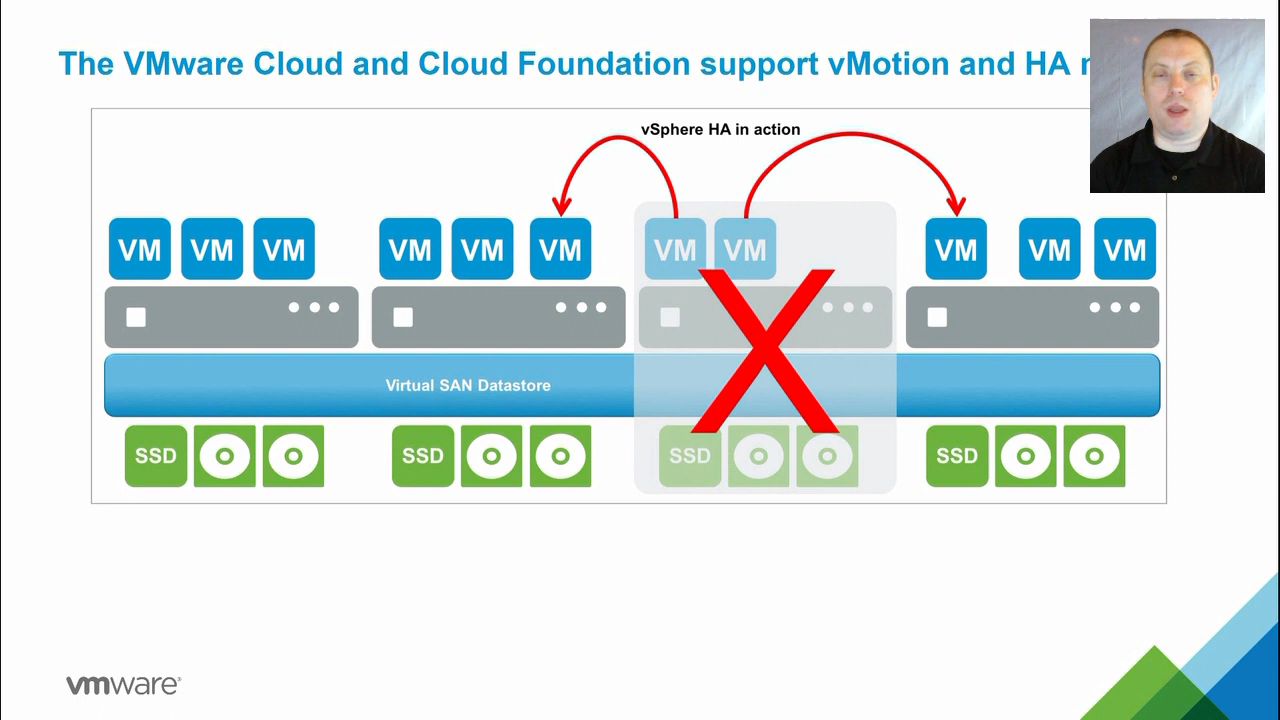 The VMware Cloud and Cloud Foundation support vMotion and HA
vSphere HA in action
VM VM VM VM VM VM VM VM VM VM VM
Virtual SAN Datastore
SSD SSD SSD SSD
vmware®